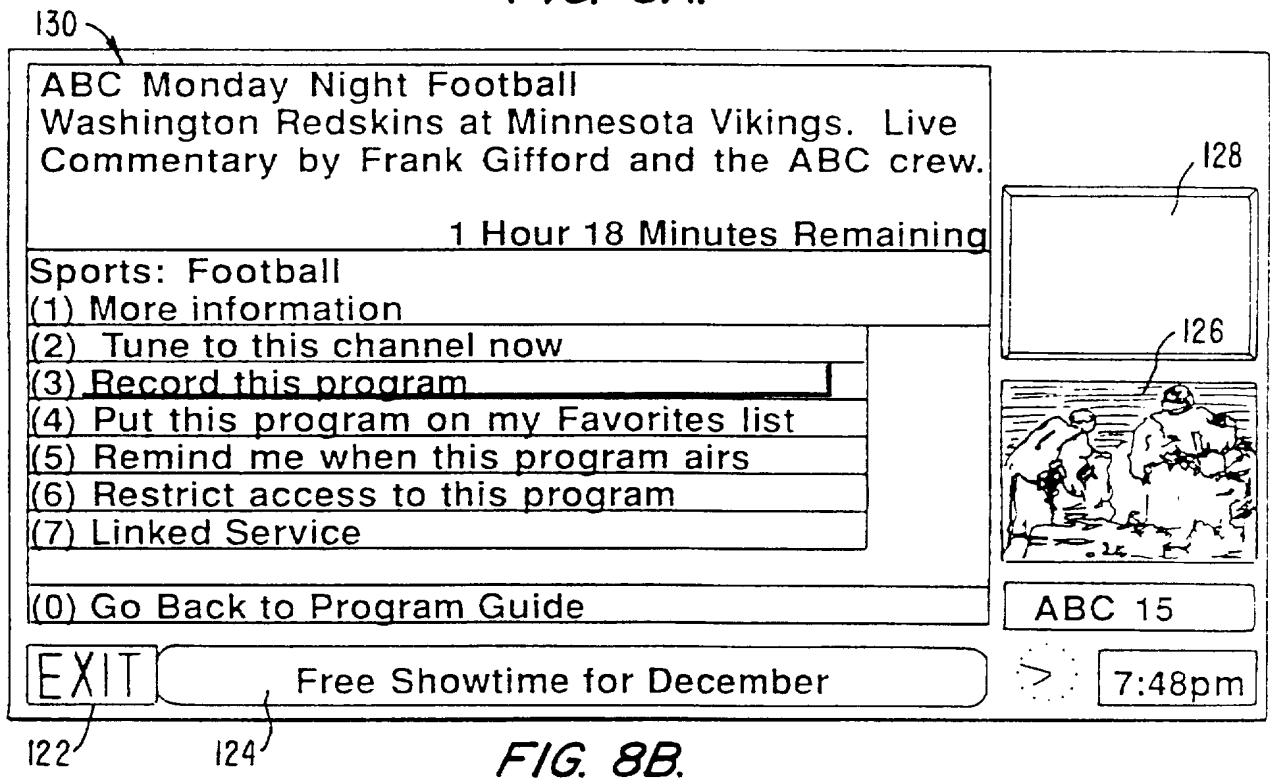 130
ABC Monday Night Football
Washington Redskins at Minnesota Vikings. Live
Commentary by Frank Gifford and the ABC crew.
1 Hour 18 Minutes Remaining
Sports: Football
(1) More information
(2) Tune to this channel now
(3) Record this program
(4) Put this program on my Favorites list
(5) Remind me when this program airs
(6) Restrict access to this program
(7) Linked Service
(0) Go Back to Program Guide
128
126
ABC 15
EXIT
Free Showtime for December
7:48pm
122
124
FIG. 8B.